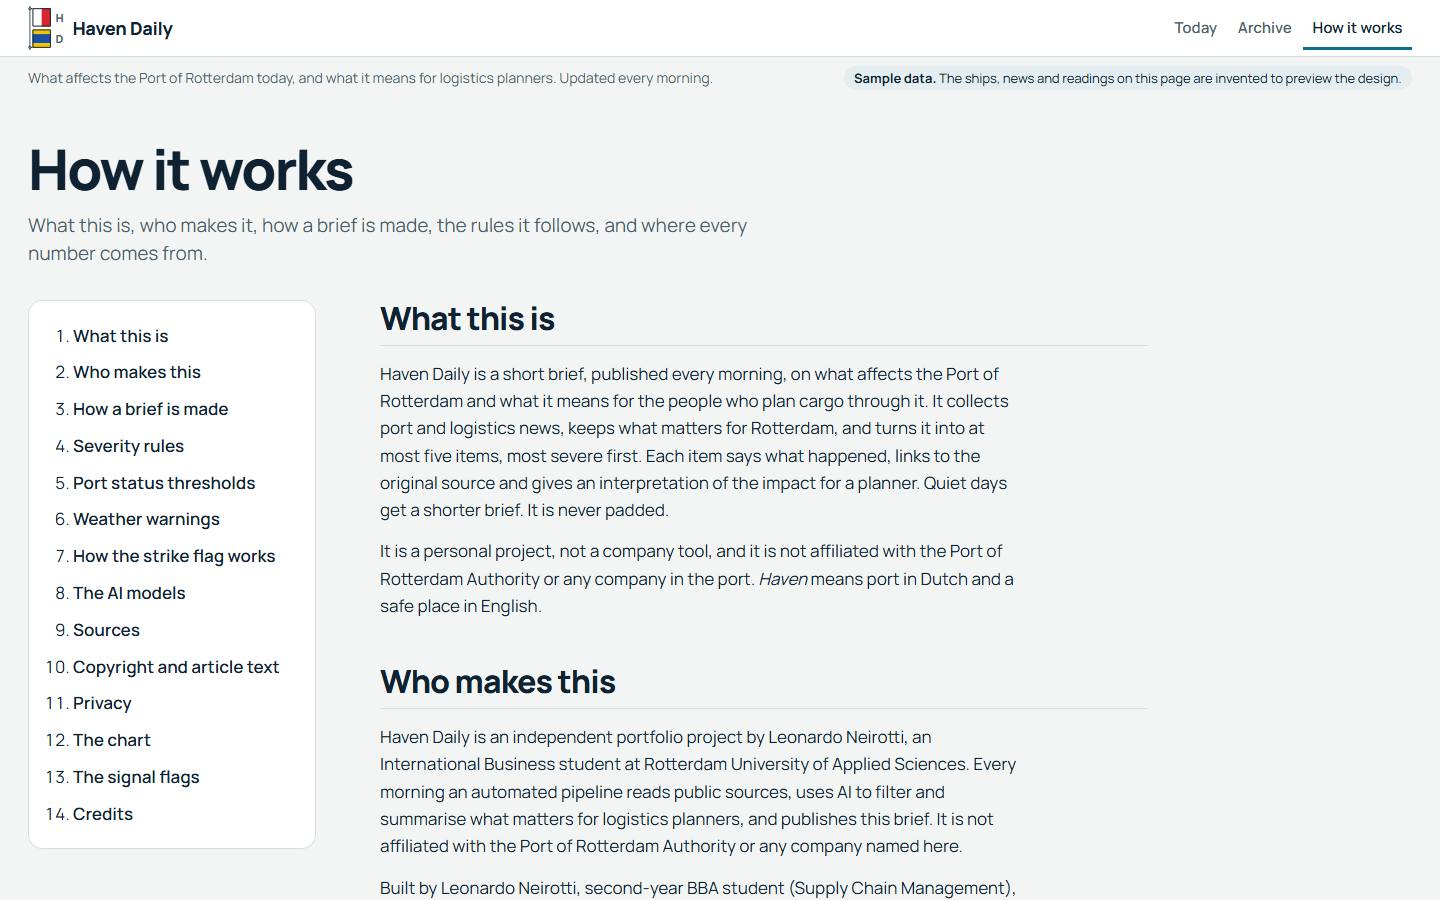 H
D
Haven Daily
Today
Archive
How it works
What affects the Port of Rotterdam today, and what it means for logistics planners. Updated every morning.
Sample data. The ships, news and readings on this page are invented to preview the design.
How it works
What this is, who makes it, how a brief is made, the rules it follows, and where every
number comes from.
1. What this is
2. Who makes this
3. How a brief is made
4. Severity rules
5. Port status thresholds
6. Weather warnings
7. How the strike flag works
8. The AI models
9. Sources
10. Copyright and article text
11. Privacy
12. The chart
13. The signal flags
14. Credits
What this is
Haven Daily is a short brief, published every morning, on what affects the Port of
Rotterdam and what it means for the people who plan cargo through it. It collects
port and logistics news, keeps what matters for Rotterdam, and turns it into at
most five items, most severe first. Each item says what happened, links to the
original source and gives an interpretation of the impact for a planner. Quiet days
get a shorter brief. It is never padded.
It is a personal project, not a company tool, and it is not affiliated with the Port of
Rotterdam Authority or any company in the port. Haven means port in Dutch and a
safe place in English.
Who makes this
Haven Daily is an independent portfolio project by Leonardo Neirotti, an
International Business student at Rotterdam University of Applied Sciences. Every
morning an automated pipeline reads public sources, uses AI to filter and
summarise what matters for logistics planners, and publishes this brief. It is not
affiliated with the Port of Rotterdam Authority or any company named here.
Built by Leonardo Neirotti, second-year BBA student (Supply Chain Management),